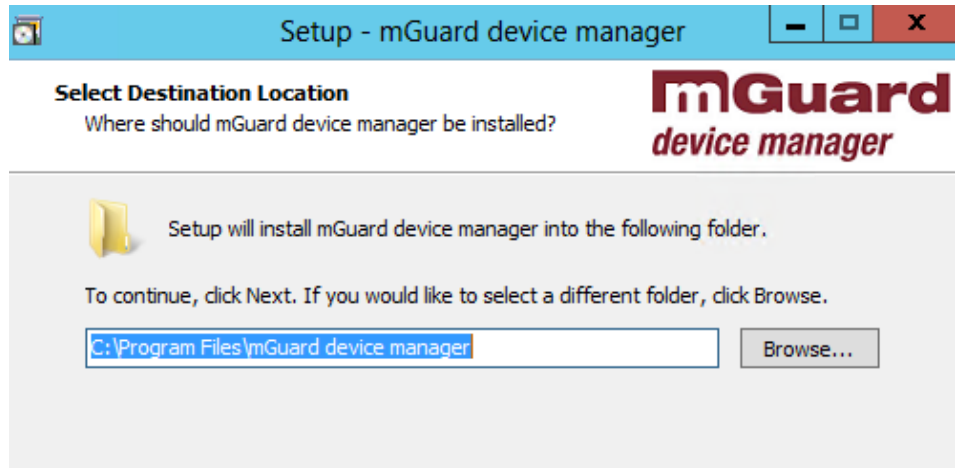 Setup - mGuard device manager
Select Destination Location
Where should mGuard device manager be installed?
mGuard
device manager
Setup will install mGuard device manager into the following folder.
To continue, click Next. If you would like to select a different folder, click Browse.
C:\Program Files\mGuard device manager
Browse...